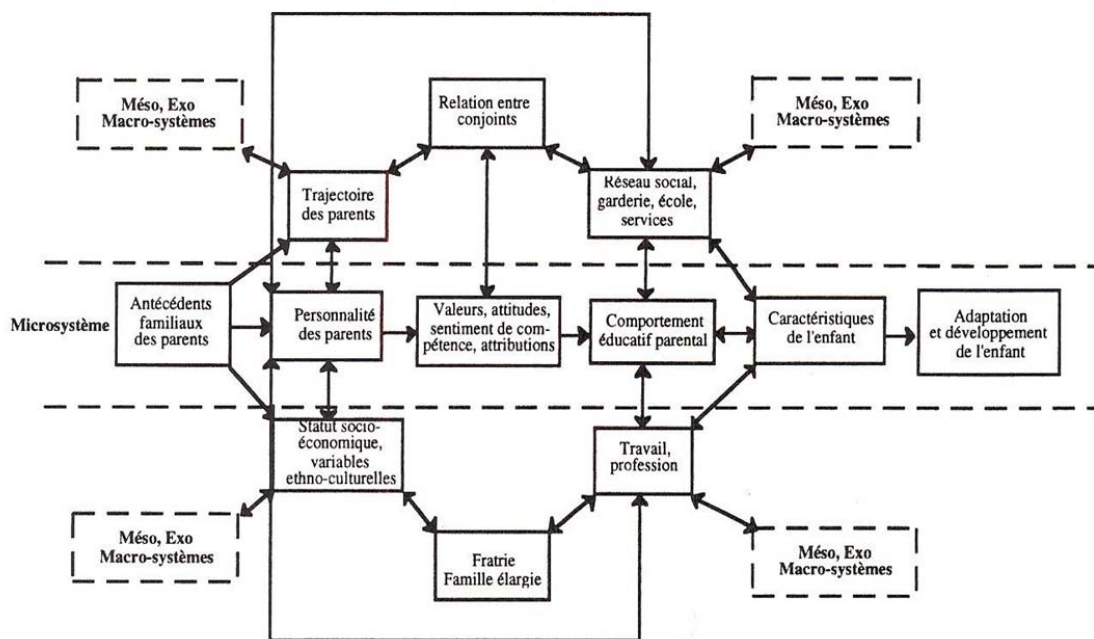 Méso, Exo
Macro-systèmes
Relation entre
conjoints
Méso, Exo
Macro-systèmes
Trajectoire
des parents
Réseau social,
garderie, école,
services
Microsystème
Antécédents
familiaux
des parents
Personnalité
des parents
Valeurs, attitudes,
sentiment de com-
pétence, attributions
Comportement
éducatif parental
Caractéristiques
de l'enfant
Adaptation
et développement
de l'enfant
Statut socio-
économique,
variables
ethno-culturelles
Travail,
profession
Méso, Exo
Macro-systèmes
Fratrie
Famille élargie
Méso, Exo
Macro-systèmes